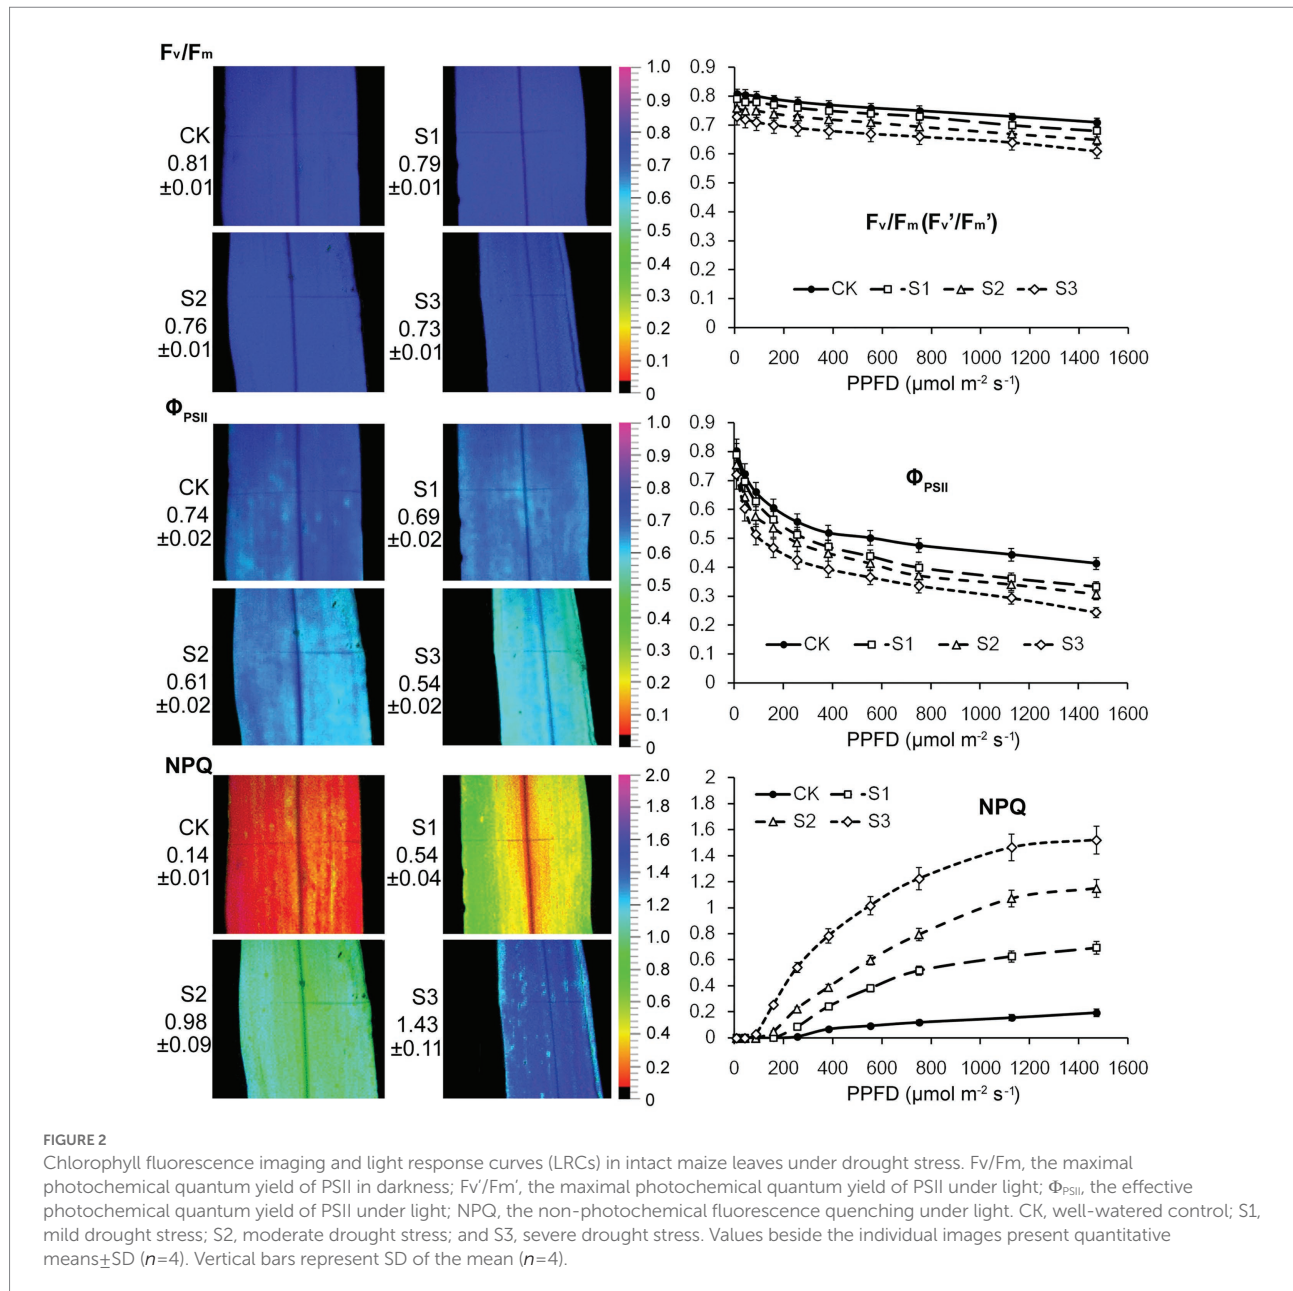 Fv/Fm
CK
0.81
±0.01
S1
0.79
±0.01
1.0
0.9
0.8
0.7
0.6
0.5
0.4
0.3
0.2
0.1
0
S2
0.76
±0.01
S3
0.73
±0.01
0.9
0.8
0.7
0.6
0.5
0.4
0.3
0.2
0.1
0
Fv/Fm (Fv'/Fm')
CK S1 S2 S3
0 200 400 600 800 1000 1200 1400 1600
PPFD (µmol m⁻² s⁻¹)
ΦPSII
CK
0.74
±0.02
S1
0.69
±0.02
1.0
0.9
0.8
0.7
0.6
0.5
0.4
0.3
0.2
0.1
0
S2
0.61
±0.02
S3
0.54
±0.02
0.9
0.8
0.7
0.6
0.5
0.4
0.3
0.2
0.1
0
ΦPSII
CK S1 S2 S3
0 200 400 600 800 1000 1200 1400 1600
PPFD (µmol m⁻² s⁻¹)
NPQ
CK
0.14
±0.01
S1
0.54
±0.04
2.0
1.8
1.6
1.4
1.2
1.0
0.8
0.6
0.4
0.2
0
S2
0.98
±0.09
S3
1.43
±0.11
2
1.8
1.6
1.4
1.2
1
0.8
0.6
0.4
0.2
0
CK S1
S2 S3
NPQ
0 200 400 600 800 1000 1200 1400 1600
PPFD (µmol m⁻² s⁻¹)
FIGURE 2
Chlorophyll fluorescence imaging and light response curves (LRCs) in intact maize leaves under drought stress. Fv/Fm, the maximal
photochemical quantum yield of PSII in darkness; Fv′/Fm′, the maximal photochemical quantum yield of PSII under light; ΦPSII, the effective
photochemical quantum yield of PSII under light; NPQ, the non-photochemical fluorescence quenching under light. CK, well-watered control; S1,
mild drought stress; S2, moderate drought stress; and S3, severe drought stress. Values beside the individual images present quantitative
means±SD (n=4). Vertical bars represent SD of the mean (n=4).